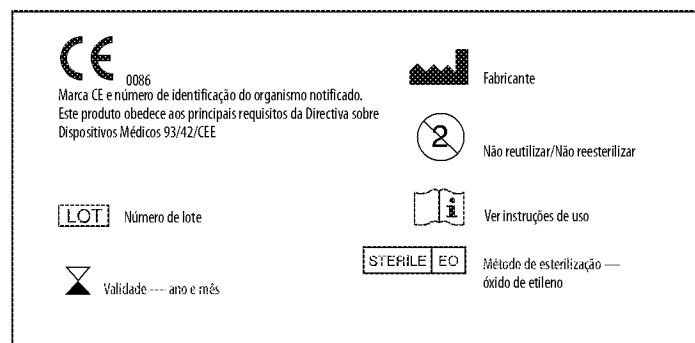 CE 0086
Marca CE e número de identificação do organismo notificado.
Este produto obedece aos principais requisitos da Directiva sobre
Dispositivos Médicos 93/42/CEE
LOT Número de lote
Validade --- ano e mês
Fabricante
2 Não reutilizar/Não reesterilizar
Ver instruções de uso
STERILE EO Método de esterilização —
óxido de etileno